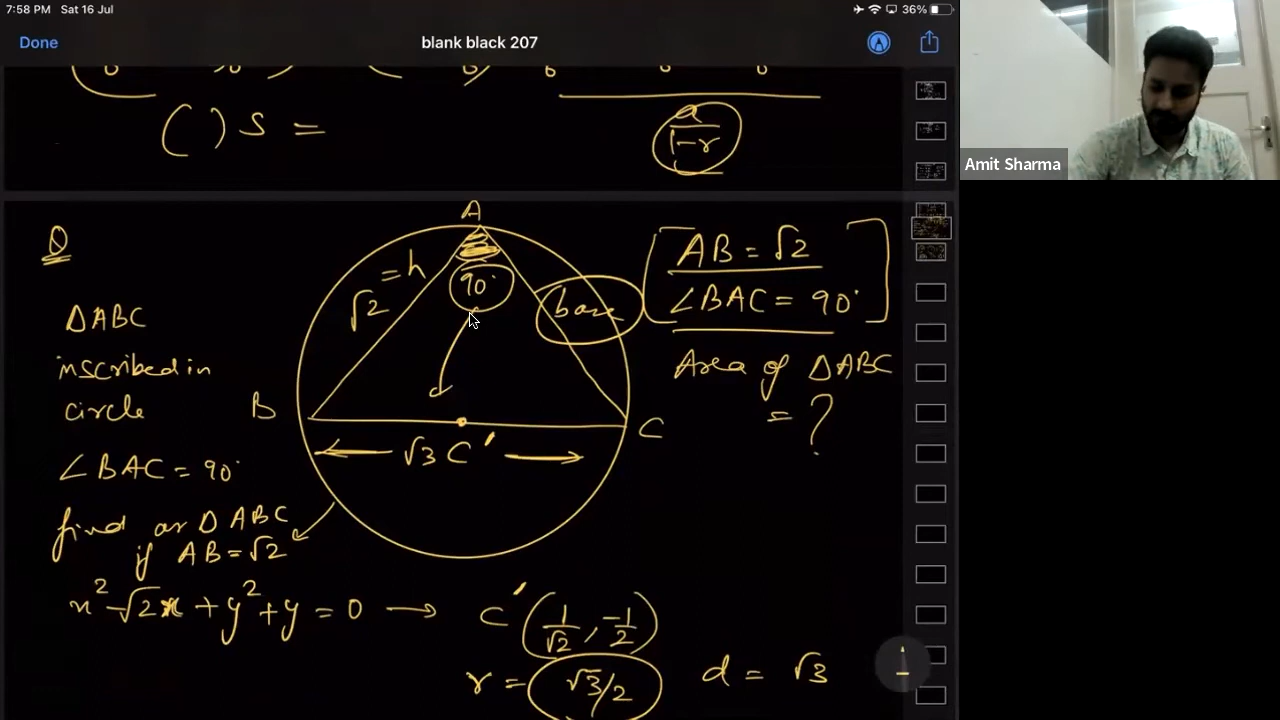 7:58 PM Sat 16 Jul
36%
Done
blank black 207
( ) S =
a
1-r
Amit Sharma
Q
A
= h
√2
90°
base
AB = √2
∠BAC = 90°
ΔABC
inscribed in
circle
B
C
Area of ΔABC
= ?
√3 C'
∠BAC = 90°
find ar Δ ABC
if AB = √2
x² - √2x + y² + y = 0 →
C' (1/√2, -1/2)
r = √3/2
d = √3